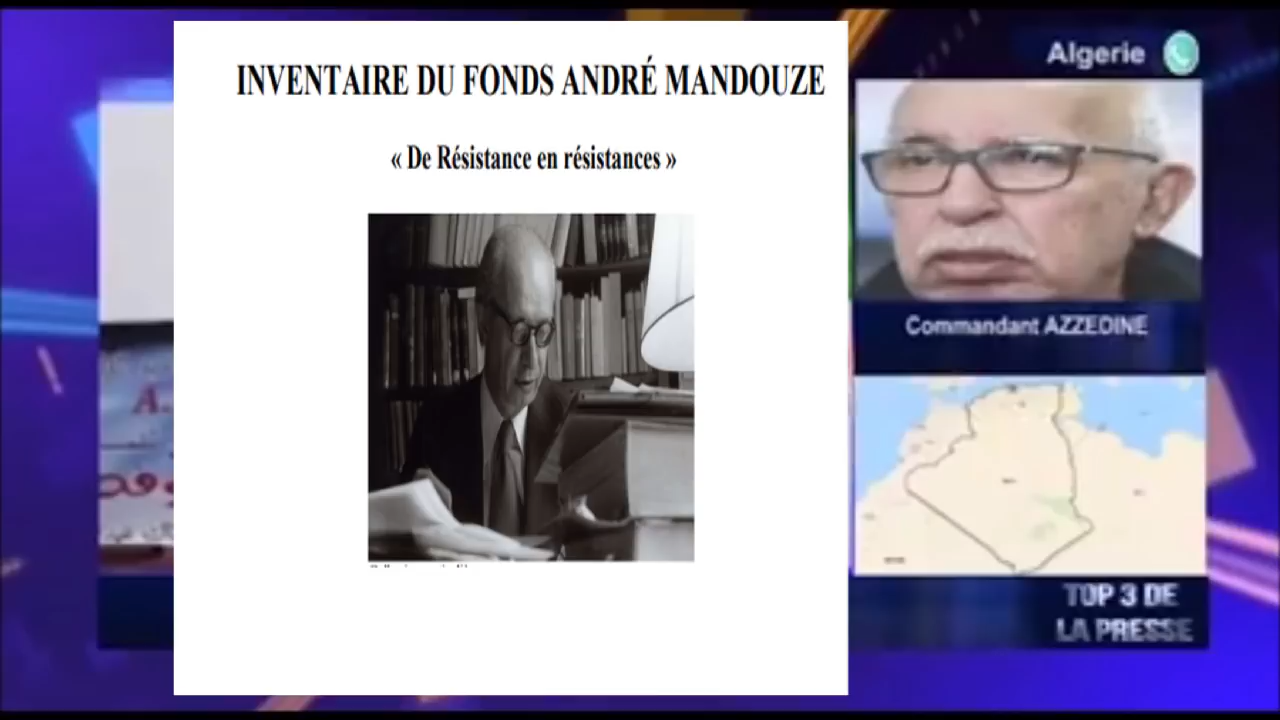 INVENTAIRE DU FONDS ANDRÉ MANDOUZE
« De Résistance en résistances »
Algerie
Commandant AZZEDINE
TOP 3 DE
LA PRESSE
A.